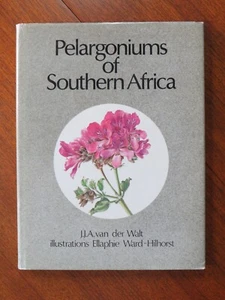 Pelargoniums
of
Southern Africa
J.J.A. van der Walt
illustrations Ellaphie Ward-Hilhorst